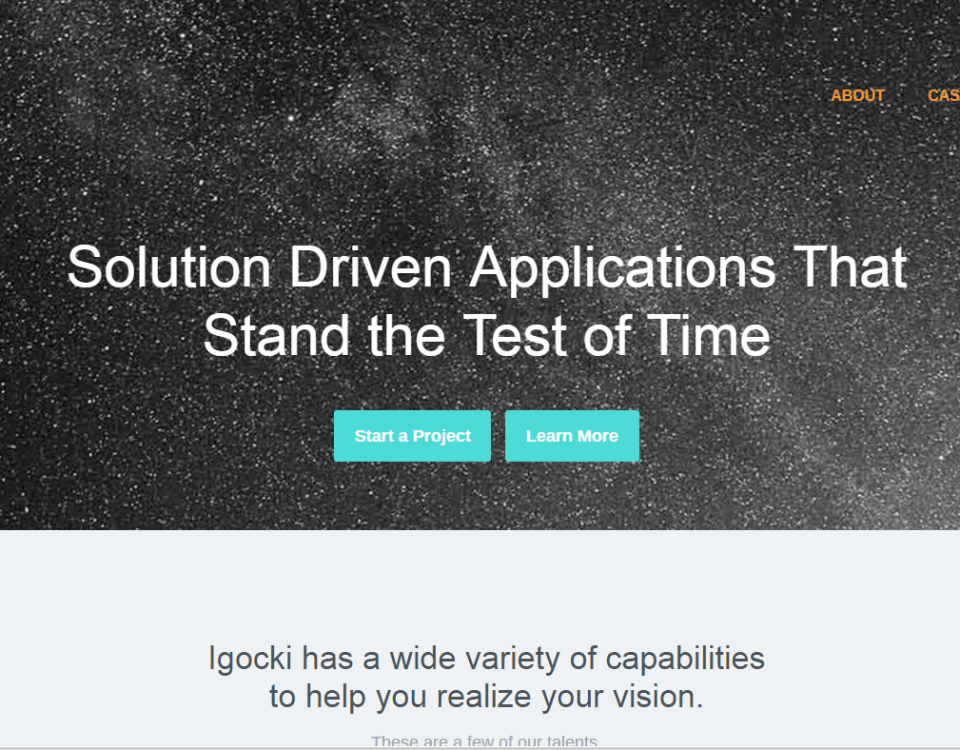 ABOUT CAS
Solution Driven Applications That
Stand the Test of Time
Start a Project Learn More
Igocki has a wide variety of capabilities
to help you realize your vision.
These are a few of our talents